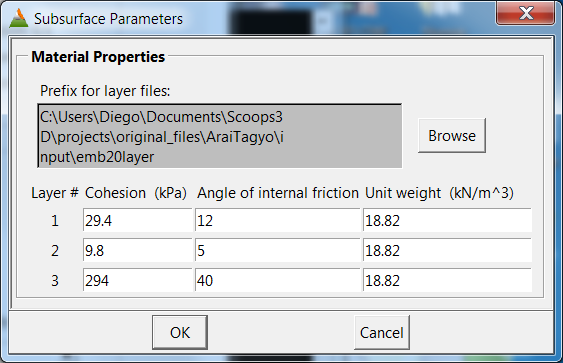 Subsurface Parameters
Material Properties
Prefix for layer files:
C:\Users\Diego\Documents\Scoops3
D\projects\original_files\AraiTagyo\i
nput\emb20layer
Browse
Layer # Cohesion (kPa) Angle of internal friction Unit weight (kN/m^3)
1 29.4 12 18.82
2 9.8 5 18.82
3 294 40 18.82
OK Cancel